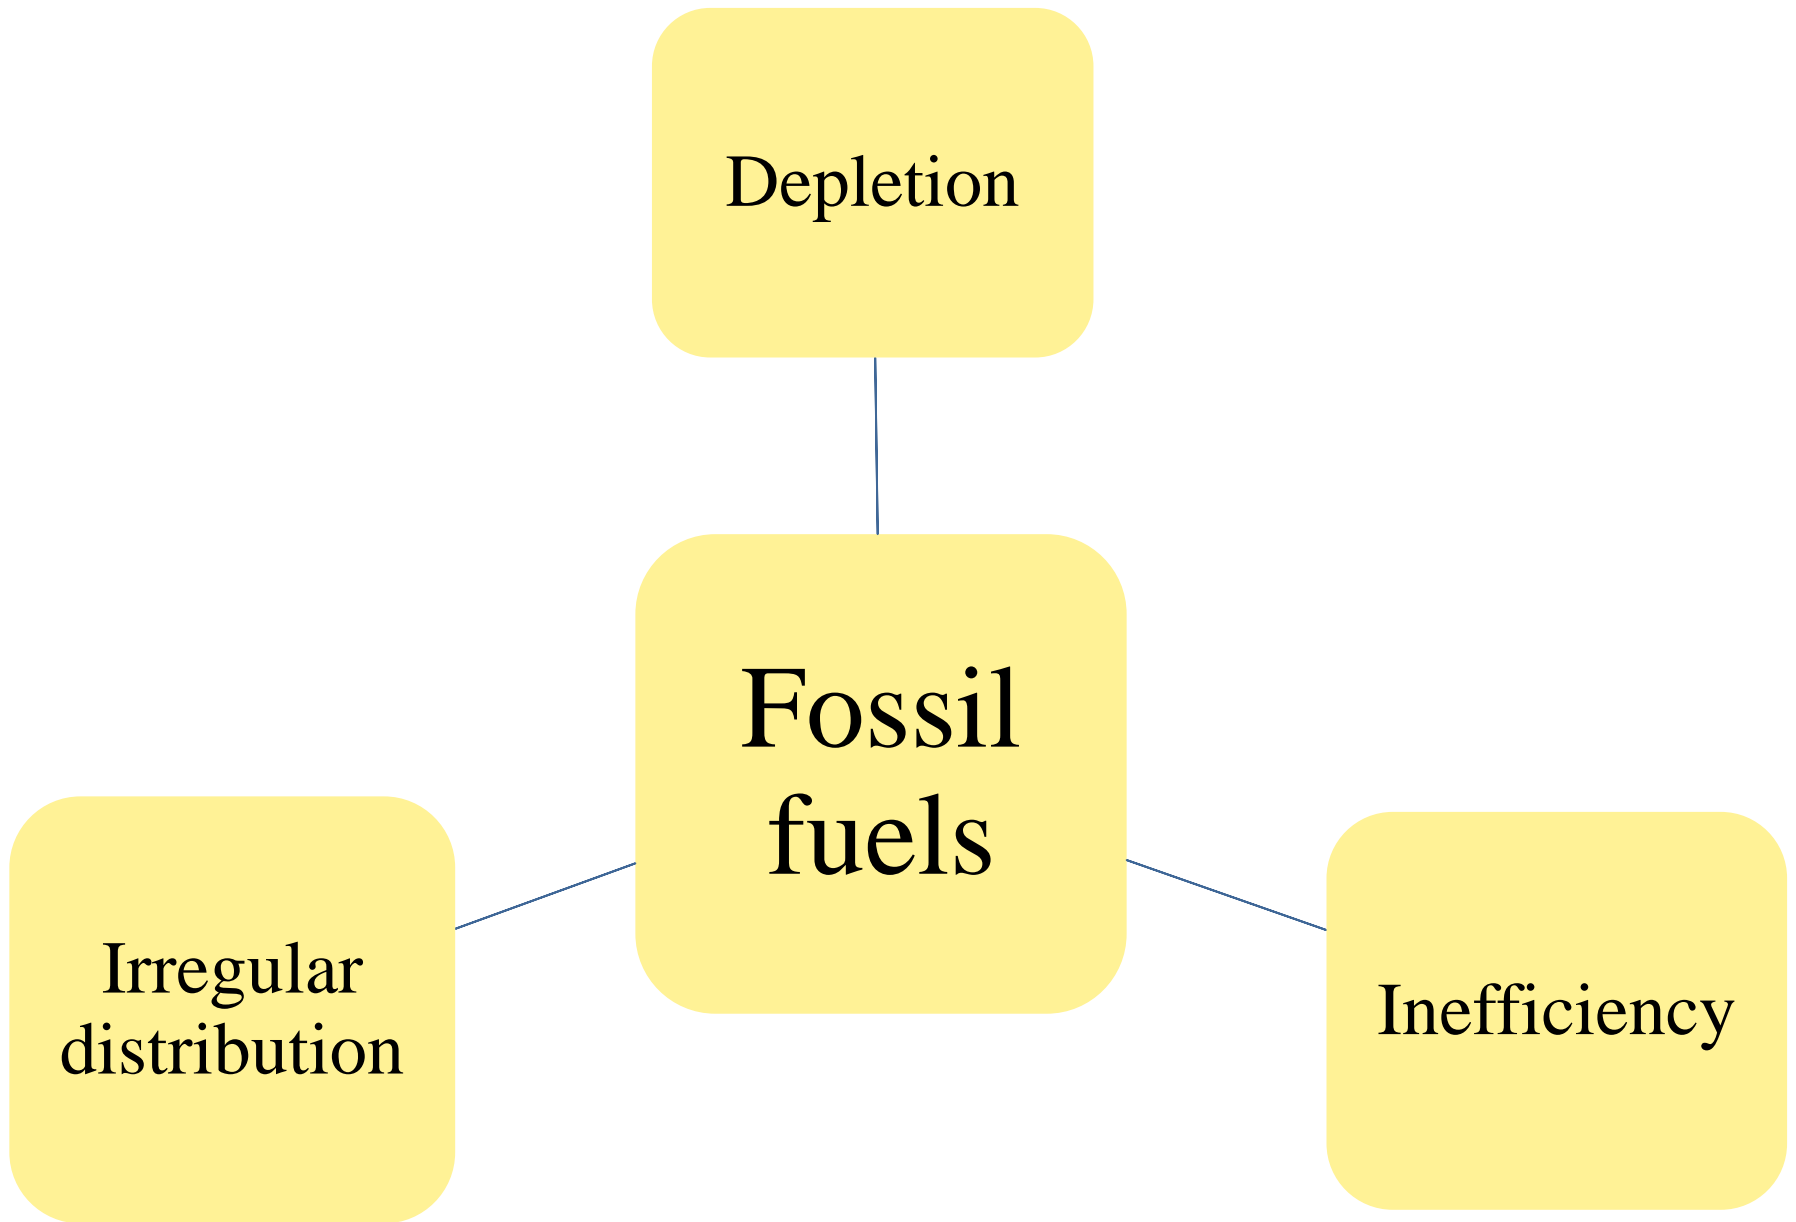 Depletion
Fossil
fuels
Irregular
distribution
Inefficiency